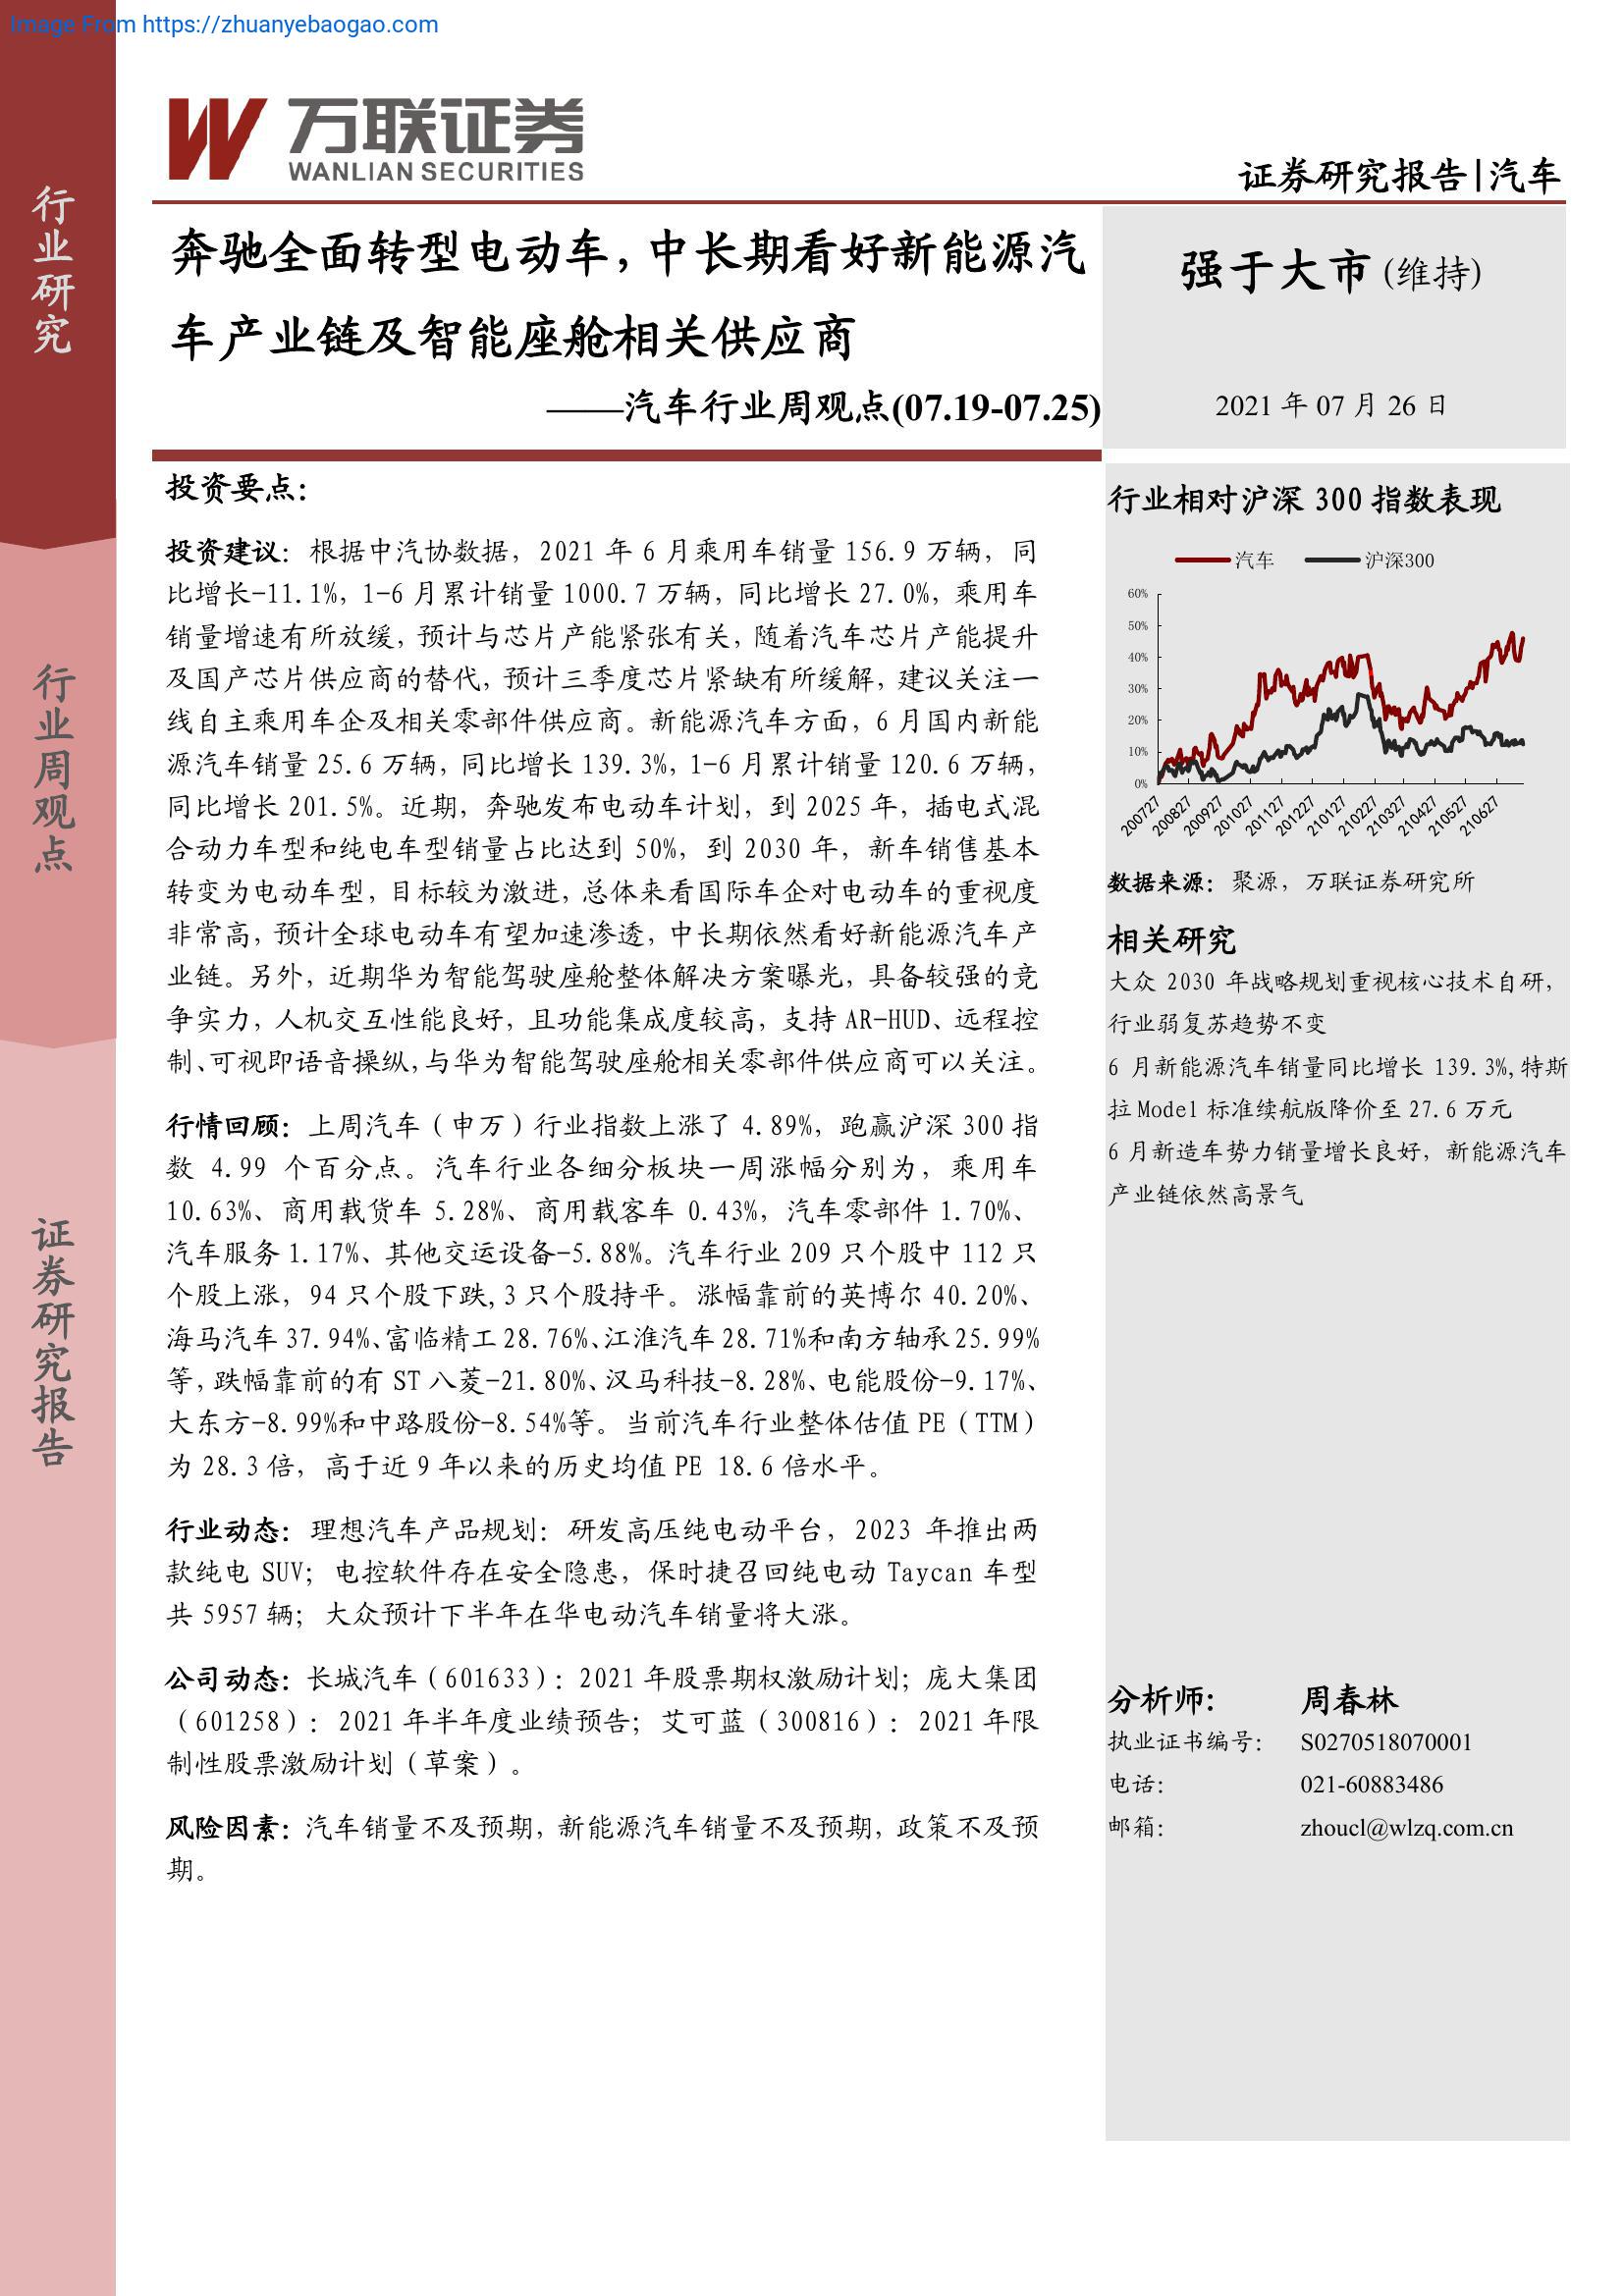 Image From https://zhuanyebaogao.com
万联证券
WANLIAN SECURITIES
证券研究报告|汽车
行业研究
行业周观点
证券研究报告
奔驰全面转型电动车，中长期看好新能源汽
车产业链及智能座舱相关供应商
——汽车行业周观点(07.19-07.25)
强于大市(维持)
2021 年 07 月 26 日
投资要点：
投资建议：根据中汽协数据，2021 年 6 月乘用车销量 156.9 万辆，同
比增长-11.1%，1-6 月累计销量 1000.7 万辆，同比增长 27.0%，乘用车
销量增速有所放缓，预计与芯片产能紧张有关，随着汽车芯片产能提升
及国产芯片供应商的替代，预计三季度芯片紧缺有所缓解，建议关注一
线自主乘用车企及相关零部件供应商。新能源汽车方面，6 月国内新能
源汽车销量 25.6 万辆，同比增长 139.3%，1-6 月累计销量 120.6 万辆，
同比增长 201.5%。近期，奔驰发布电动车计划，到 2025 年，插电式混
合动力车型和纯电车型销量占比达到 50%，到 2030 年，新车销售基本
转变为电动车型，目标较为激进，总体来看国际车企对电动车的重视度
非常高，预计全球电动车有望加速渗透，中长期依然看好新能源汽车产
业链。另外，近期华为智能驾驶座舱整体解决方案曝光，具备较强的竞
争实力，人机交互性能良好，且功能集成度较高，支持 AR-HUD、远程控
制、可视即语音操纵，与华为智能驾驶座舱相关零部件供应商可以关注。
行情回顾：上周汽车（申万）行业指数上涨了 4.89%，跑赢沪深 300 指
数 4.99 个百分点。汽车行业各细分板块一周涨幅分别为，乘用车
10.63%、商用载货车 5.28%、商用载客车 0.43%，汽车零部件 1.70%、
汽车服务 1.17%、其他交运设备-5.88%。汽车行业 209 只个股中 112 只
个股上涨，94 只个股下跌,3 只个股持平。涨幅靠前的英博尔 40.20%、
海马汽车 37.94%、富临精工 28.76%、江淮汽车 28.71%和南方轴承 25.99%
等，跌幅靠前的有 ST 八菱-21.80%、汉马科技-8.28%、电能股份-9.17%、
大东方-8.99%和中路股份-8.54%等。当前汽车行业整体估值 PE（TTM）
为 28.3 倍，高于近 9 年以来的历史均值 PE 18.6 倍水平。
行业动态：理想汽车产品规划：研发高压纯电动平台，2023 年推出两
款纯电 SUV；电控软件存在安全隐患，保时捷召回纯电动 Taycan 车型
共 5957 辆；大众预计下半年在华电动汽车销量将大涨。
公司动态：长城汽车（601633）：2021 年股票期权激励计划；庞大集团
（601258）：2021 年半年度业绩预告；艾可蓝（300816）：2021 年限
制性股票激励计划（草案）。
风险因素：汽车销量不及预期，新能源汽车销量不及预期，政策不及预
期。
行业相对沪深 300 指数表现
汽车 沪深300
60%
50%
40%
30%
20%
10%
0%
200727 200827 200927 201027 201127 201227 210127 210227 210327 210427 210527 210627
数据来源：聚源，万联证券研究所
相关研究
大众 2030 年战略规划重视核心技术自研，
行业弱复苏趋势不变
6 月新能源汽车销量同比增长 139.3%,特斯
拉 Model 标准续航版降价至 27.6 万元
6 月新造车势力销量增长良好，新能源汽车
产业链依然高景气
分析师： 周春林
执业证书编号： S0270518070001
电话： 021-60883486
邮箱： zhoucl@wlzq.com.cn